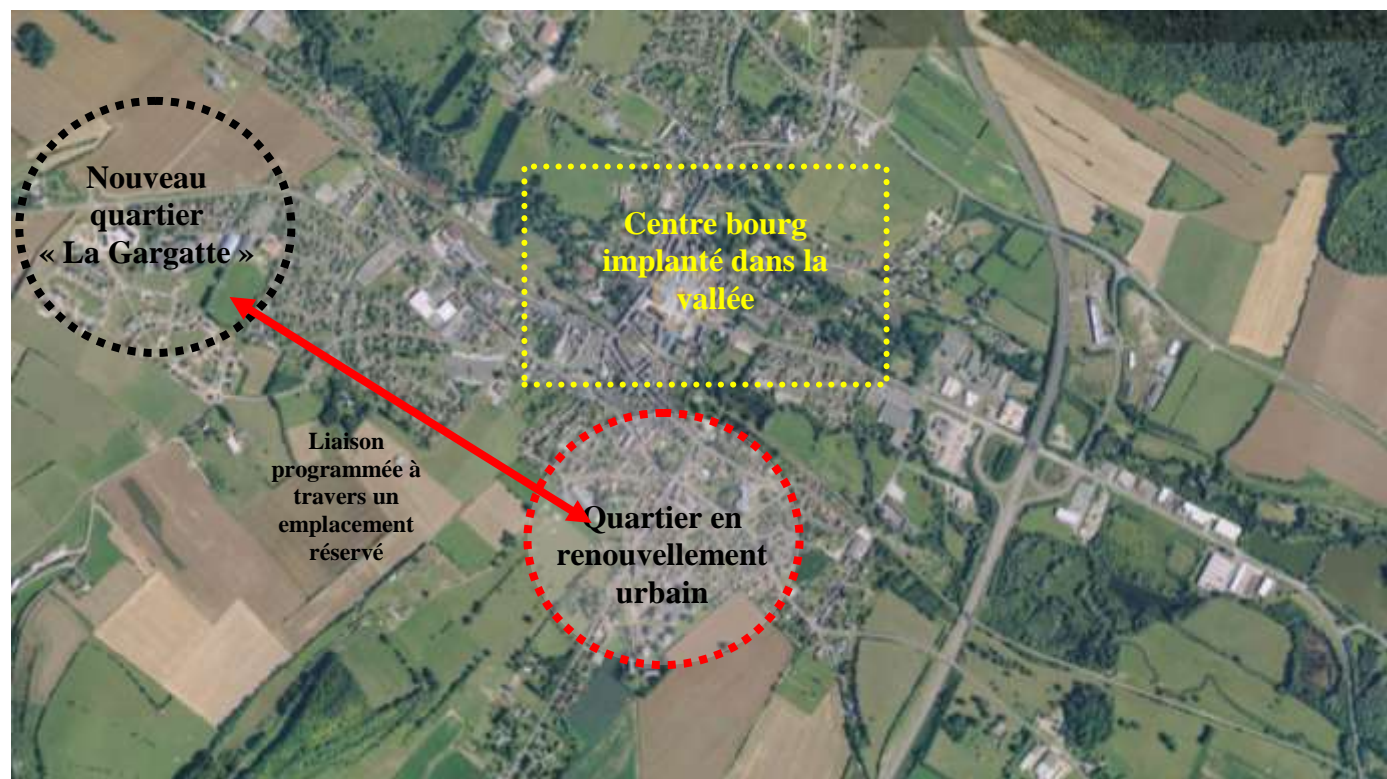 Nouveau
quartier
« La Gargatte »
Centre bourg
implanté dans la
vallée
Liaison
programmée à
travers un
emplacement
réservé
Quartier en
renouvellement
urbain